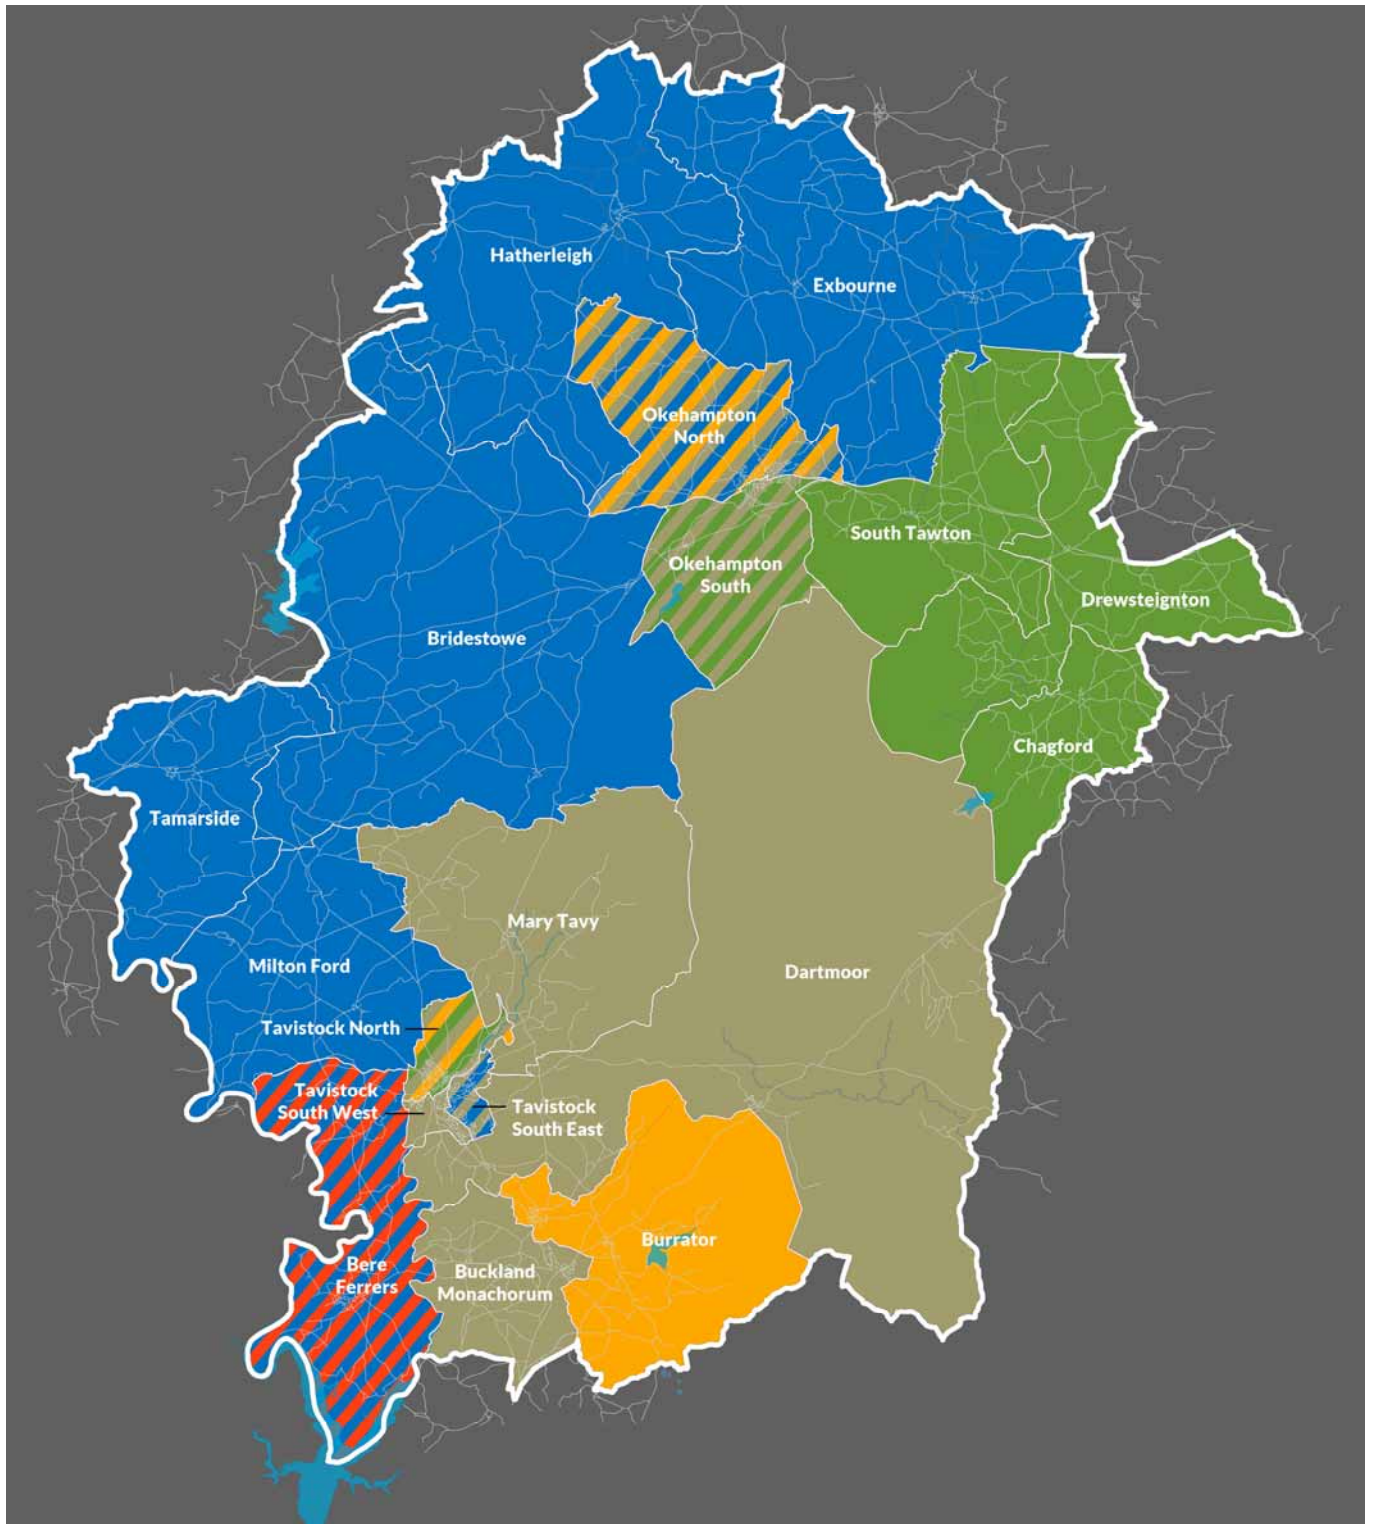 Hatherleigh
Exbourne
Okehampton
North
South Tawton
Okehampton
South
Drewsteignton
Bridestowe
Chagford
Tamarside
Mary Tavy
Milton Ford
Dartmoor
Tavistock North
Tavistock
South West
Tavistock
South East
Burrator
Bere
Ferrers
Buckland
Monachorum